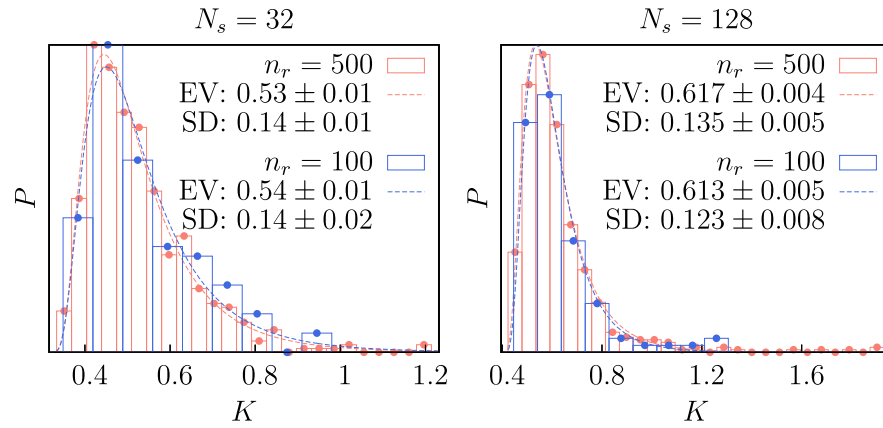 N_s = 32
n_r = 500
EV: 0.53 ± 0.01
SD: 0.14 ± 0.01
n_r = 100
EV: 0.54 ± 0.01
SD: 0.14 ± 0.02
P
0.4 0.6 0.8 1 1.2
K
N_s = 128
n_r = 500
EV: 0.617 ± 0.004
SD: 0.135 ± 0.005
n_r = 100
EV: 0.613 ± 0.005
SD: 0.123 ± 0.008
P
0.4 0.8 1.2 1.6
K